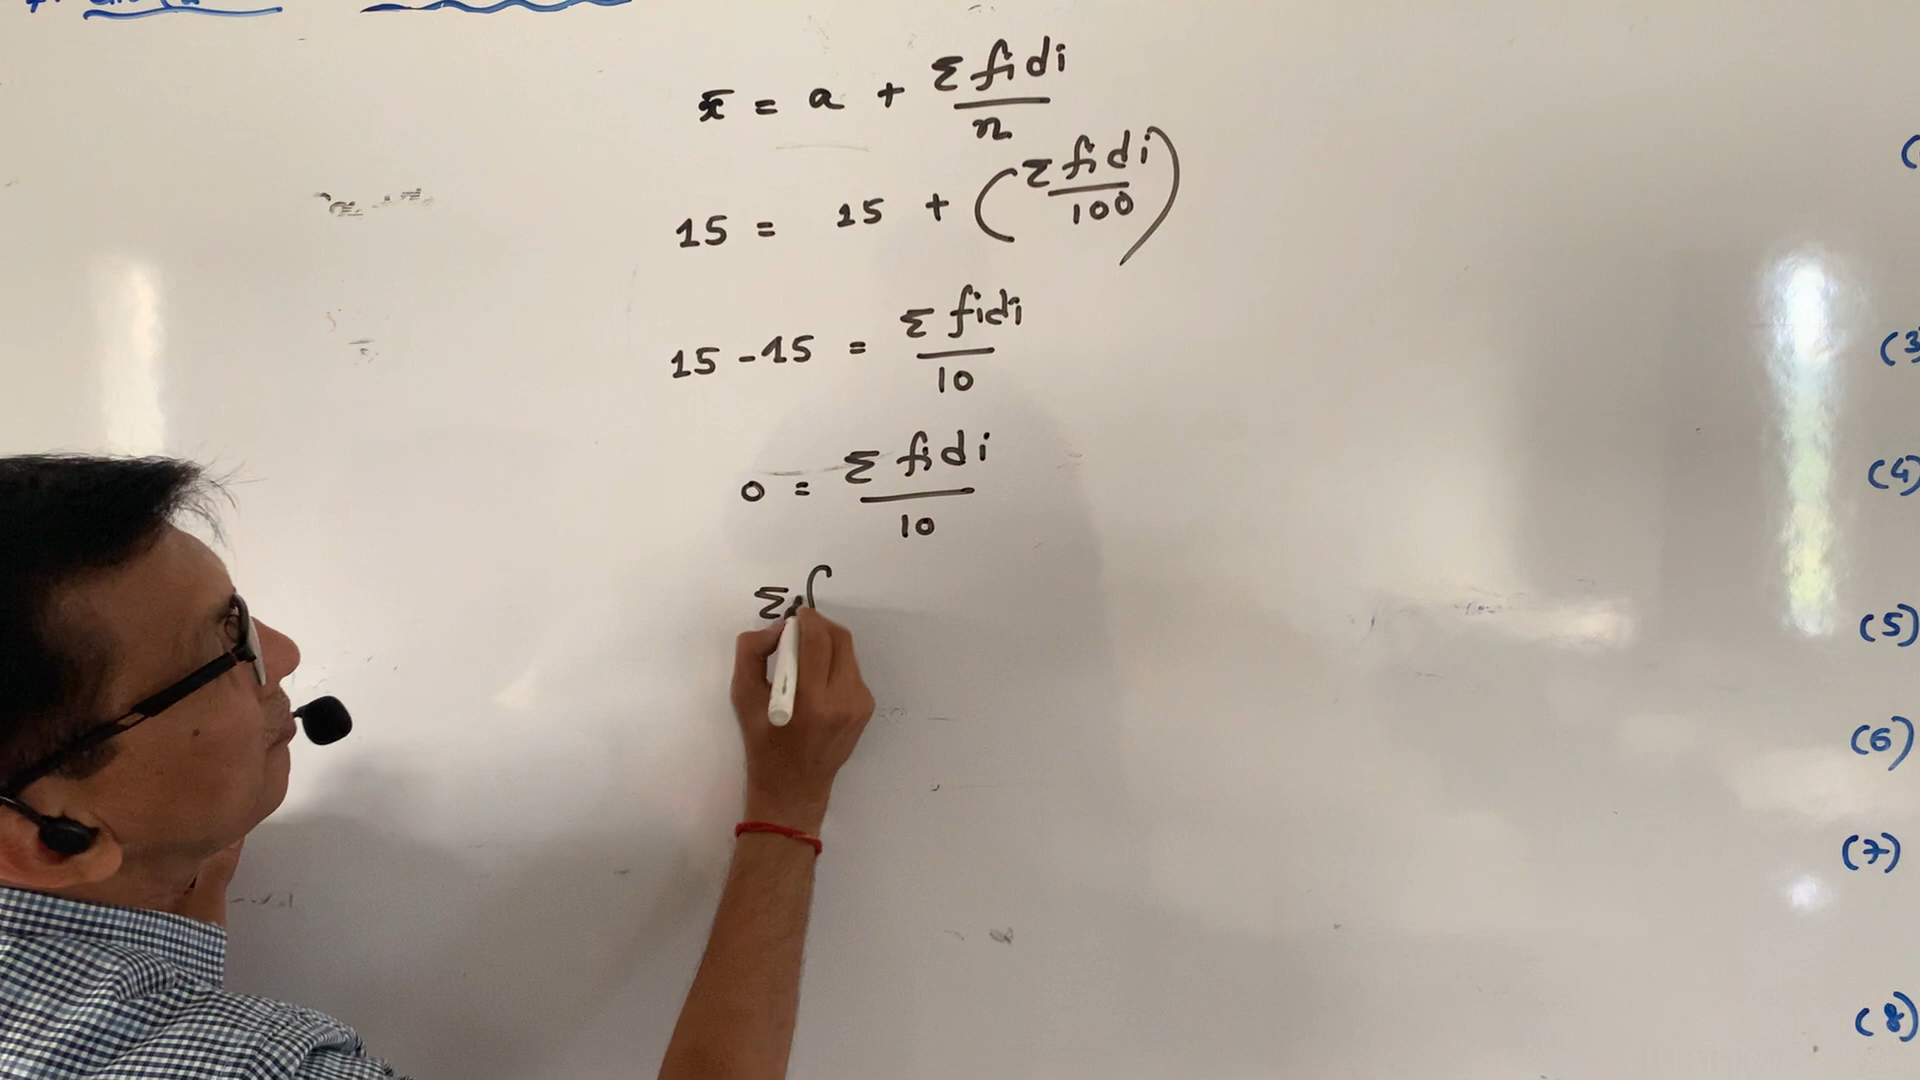 x̄ = a + Σfidi/n
15 = 15 + (Σfidi/100)
15 - 15 = Σfidi/10
0 = Σfidi/10
Σf
(3
(4)
(5)
(6)
(7)
(8)